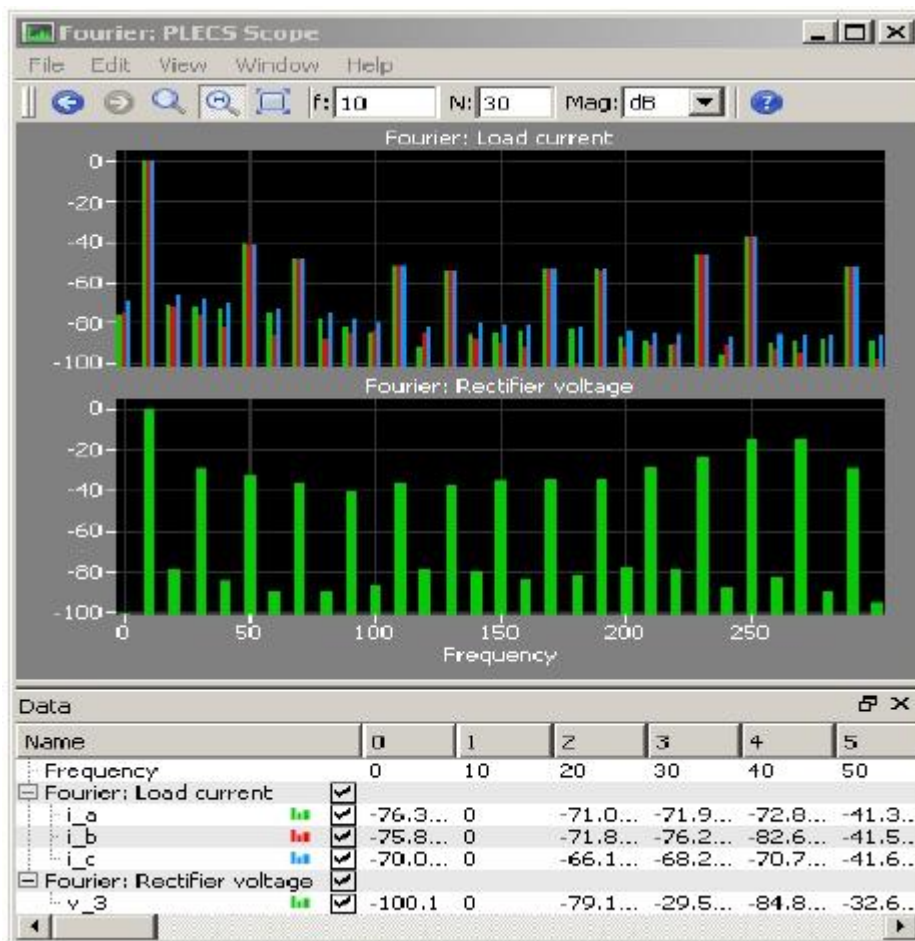 Fourier: PLECS Scope
File Edit View Window Help
f: 10 N: 30 Mag: dB
Fourier: Load current
0
-20
-40
-60
-80
-100
Fourier: Rectifier voltage
0
-20
-40
-60
-80
-100
0 50 100 150 200 250
Frequency
Data
Name 0 1 2 3 4 5
Frequency 0 10 20 30 40 50
Fourier: Load current
i_a -76.3... 0 -71.0... -71.9... -72.8... -41.3...
i_b -75.8... 0 -71.8... -76.2... -82.6... -41.5...
i_c -70.0... 0 -66.1... -68.2... -70.7... -41.6...
Fourier: Rectifier voltage
v_3 -100.1 0 -79.1... -29.5... -84.8... -32.6...